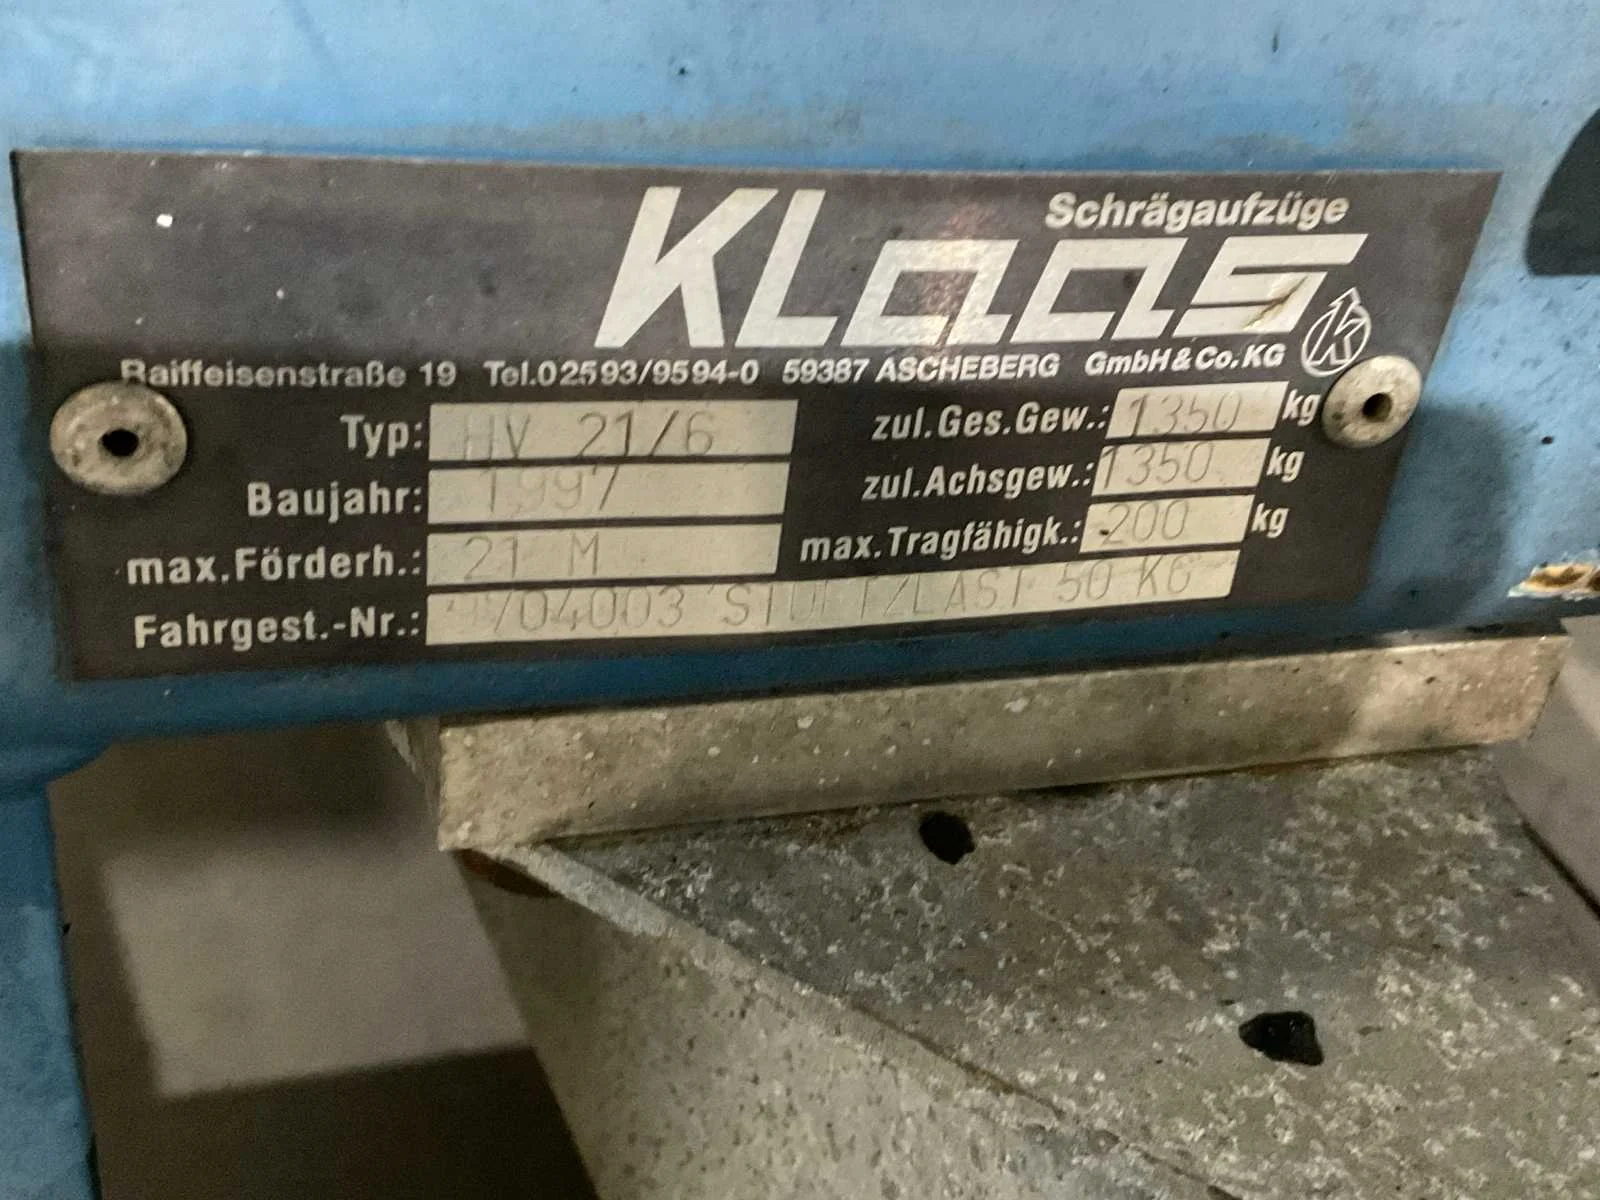 Schrägaufzüge
KLAAS
Raiffeisenstraße 19 Tel.02593/9594-0 59387 ASCHEBERG GmbH & Co.KG
Typ: HV 21/6
zul.Ges.Gew.: 1350 kg
Baujahr: 1997
zul.Achsgew.: 1350 kg
max.Förderh.: 21 M
max.Tragfähigk.: 200 kg
Fahrgest.-Nr.: STUETZLAST 50 KG